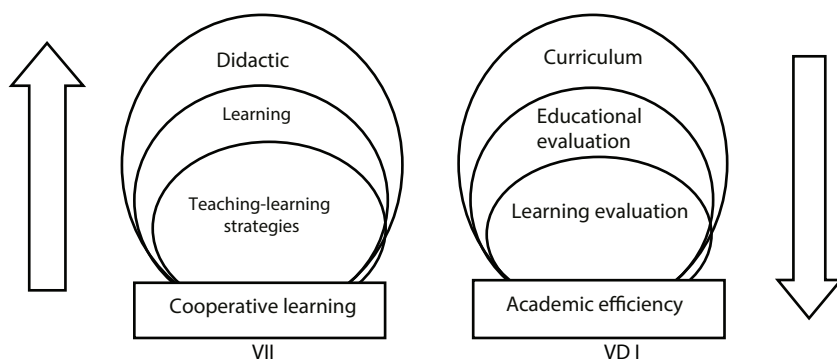 Didactic
Learning
Teaching-learning
strategies
Cooperative learning
VII
Curriculum
Educational
evaluation
Learning evaluation
Academic efficiency
VD I